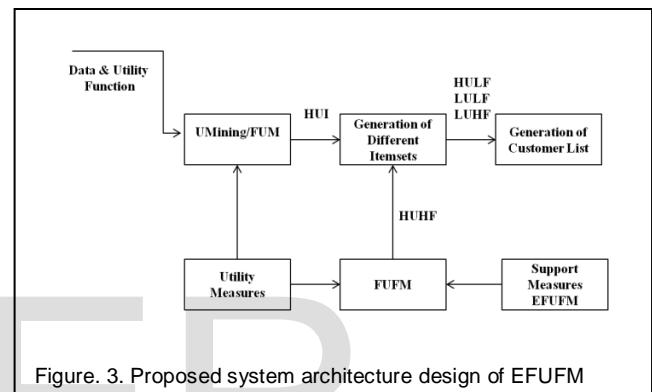 Data & Utility
Function
UMining/FUM
HUI
Generation of
Different
Itemsets
HULF
LULF
LUHF
Generation of
Customer List
HUHF
Utility
Measures
FUFM
Support
Measures
EFUFM
Figure. 3. Proposed system architecture design of EFUFM